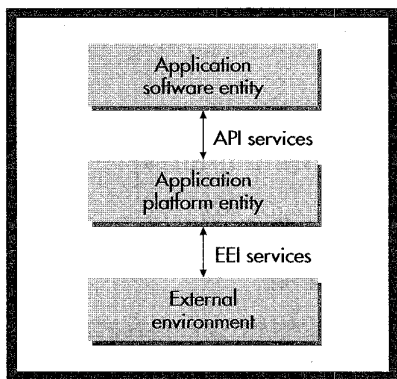 Application
software entity
API services
Application
platform entity
EEI services
External
environment